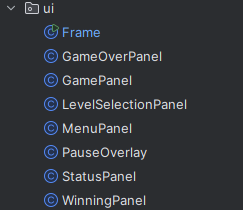 ui
Frame
GameOverPanel
GamePanel
LevelSelectionPanel
MenuPanel
PauseOverlay
StatusPanel
WinningPanel